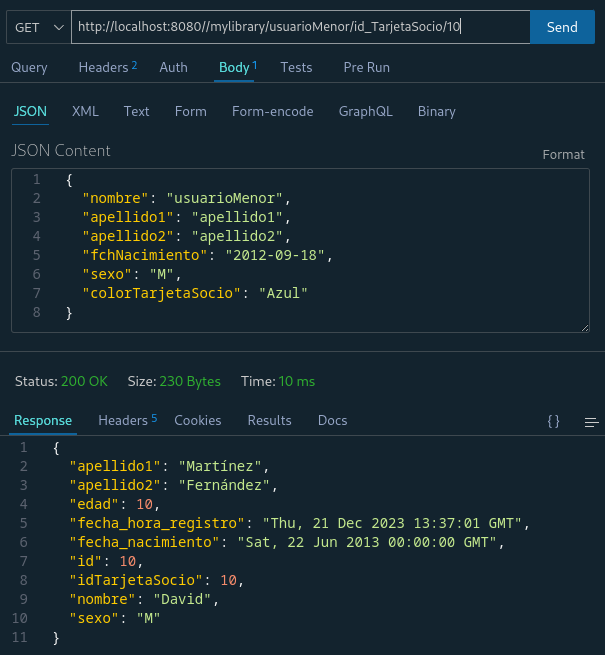 GET http://localhost:8080//mylibrary/usuarioMenor/id_TarjetaSocio/10 Send
Query Headers 2 Auth Body 1 Tests Pre Run
JSON XML Text Form Form-encode GraphQL Binary
JSON Content
Format
1 {
2 "nombre": "usuarioMenor",
3 "apellido1": "apellido1",
4 "apellido2": "apellido2",
5 "fchNacimiento": "2012-09-18",
6 "sexo": "M",
7 "colorTarjetaSocio": "Azul"
8 }
Status: 200 OK Size: 230 Bytes Time: 10 ms
Response Headers 5 Cookies Results Docs { }
1 {
2 "apellido1": "Martínez",
3 "apellido2": "Fernández",
4 "edad": 10,
5 "fecha_hora_registro": "Thu, 21 Dec 2023 13:37:01 GMT",
6 "fecha_nacimiento": "Sat, 22 Jun 2013 00:00:00 GMT",
7 "id": 10,
8 "idTarjetaSocio": 10,
9 "nombre": "David",
10 "sexo": "M"
11 }